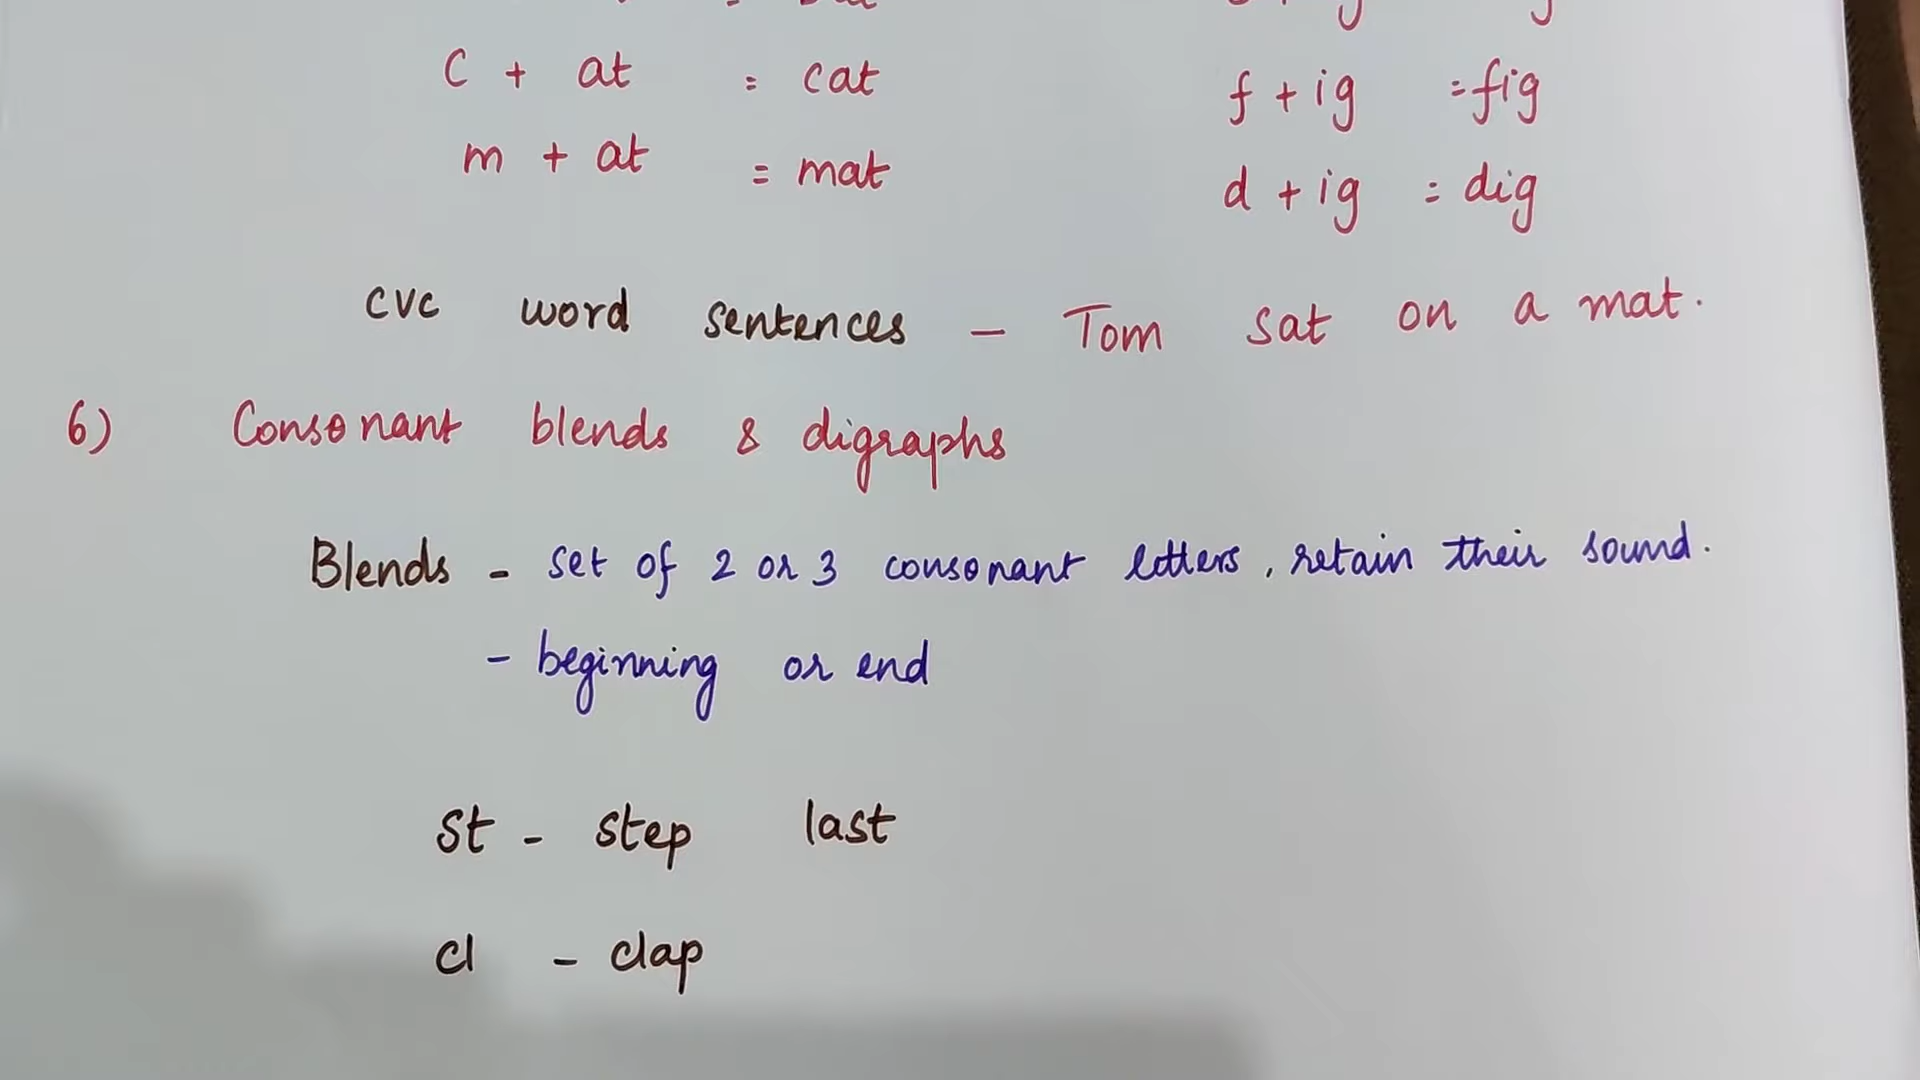 c + at = cat f + ig = fig
m + at = mat d + ig = dig
CVC word sentences - Tom sat on a mat.
6) Consonant blends & digraphs
Blends - set of 2 or 3 consonant letters, retain their sound.
- beginning or end
st - step last
cl - clap